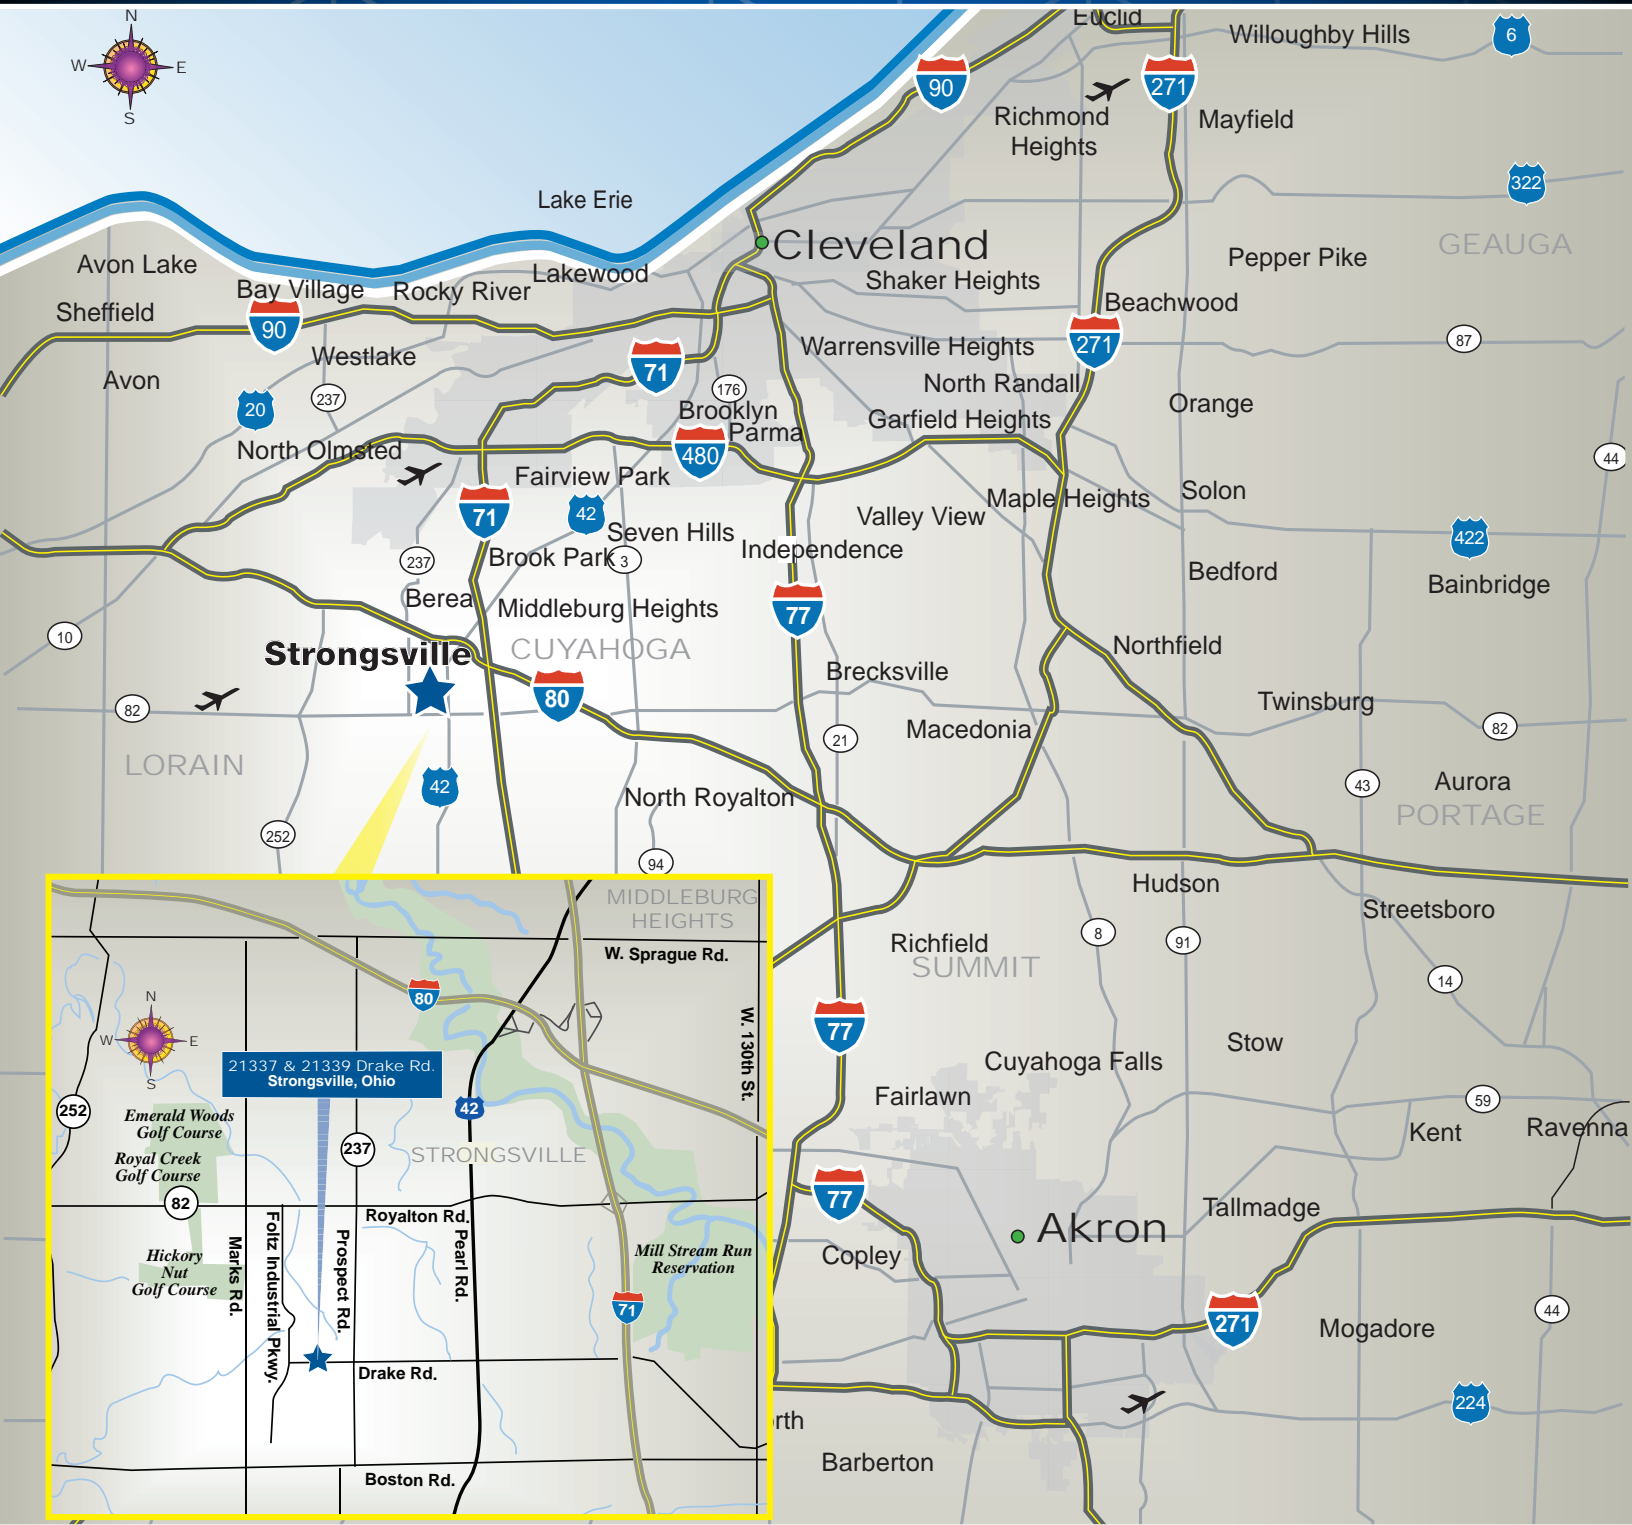 N
W
E
S
Euclid
Willoughby Hills
6
90
271
Richmond
Heights
Mayfield
322
Lake Erie
Cleveland
GEAUGA
Pepper Pike
Avon Lake
Lakewood
Shaker Heights
Bay Village
Rocky River
Beachwood
Sheffield
90
271
87
Westlake
71
Warrensville Heights
Avon
237
176
North Randall
20
Brooklyn
Parma
Garfield Heights
Orange
North Olmsted
480
44
Fairview Park
Maple Heights
Solon
71
42
Seven Hills
Valley View
422
Independence
237
Brook Park
3
Bedford
Bainbridge
Berea
Middleburg Heights
77
10
Strongsville
CUYAHOGA
Northfield
Brecksville
80
82
Twinsburg
Macedonia
21
82
LORAIN
42
North Royalton
43
Aurora
PORTAGE
252
94
Hudson
Streetsboro
8
91
Richfield
SUMMIT
14
77
Stow
Cuyahoga Falls
Fairlawn
59
Kent
Ravenna
77
Tallmadge
Akron
Copley
271
44
Mogadore
224
rth
Barberton
MIDDLEBURG
HEIGHTS
W. Sprague Rd.
80
N
W
E
S
W. 130th St.
21337 & 21339 Drake Rd.
Strongsville, Ohio
252
42
Emerald Woods
Golf Course
237
STRONGSVILLE
Royal Creek
Golf Course
82
Royalton Rd.
Foltz Industrial Pkwy.
Marks Rd.
Prospect Rd.
Pearl Rd.
Hickory
Nut
Golf Course
Mill Stream Run
Reservation
71
Drake Rd.
Boston Rd.